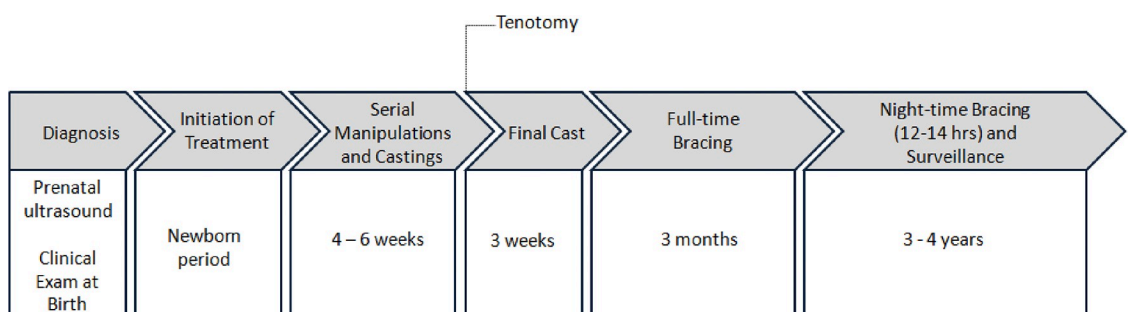 Tenotomy
Diagnosis
Initiation of
Treatment
Serial
Manipulations
and Castings
Final Cast
Full-time
Bracing
Night-time Bracing
(12-14 hrs) and
Surveillance
Prenatal
ultrasound
Clinical
Exam at
Birth
Newborn
period
4 – 6 weeks
3 weeks
3 months
3 - 4 years